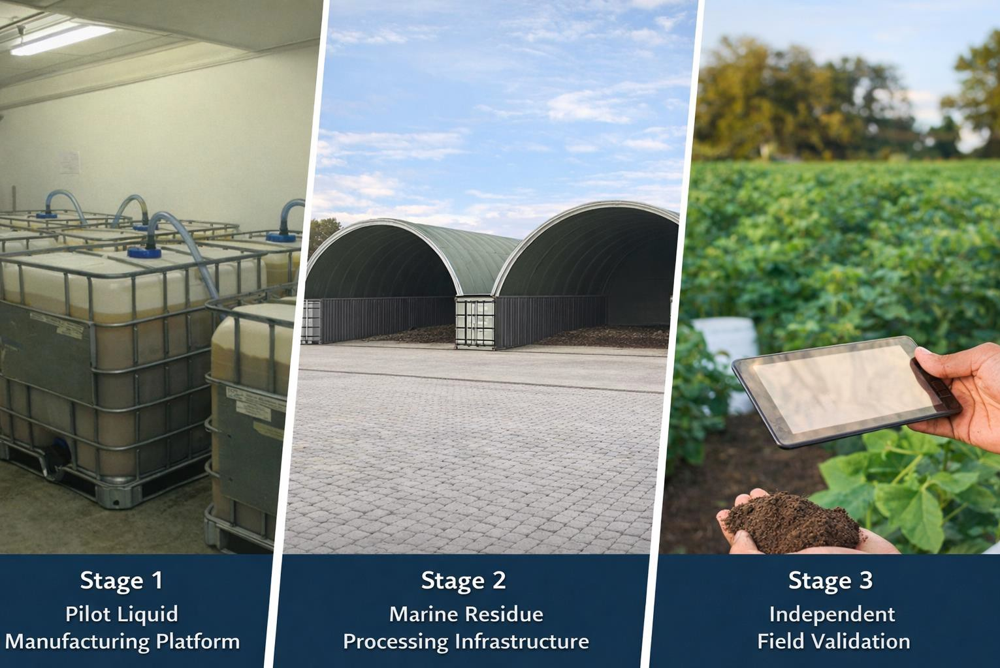 Stage 1
Pilot Liquid
Manufacturing Platform
Stage 2
Marine Residue
Processing Infrastructure
Stage 3
Independent
Field Validation